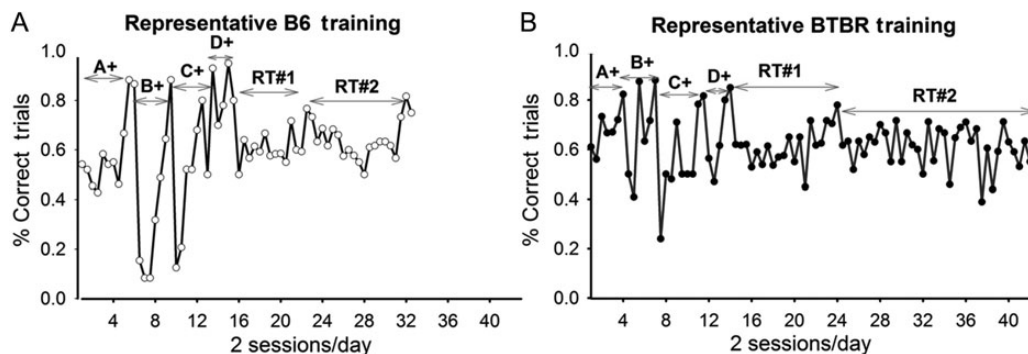 A
Representative B6 training
1.0
0.8
0.6
0.4
0.2
0.0
% Correct trials
A+
B+
C+
D+
RT#1
RT#2
4 8 12 16 20 24 28 32 36 40
2 sessions/day
B
Representative BTBR training
1.0
0.8
0.6
0.4
0.2
0.0
% Correct trials
A+
B+
C+
D+
RT#1
RT#2
4 8 12 16 20 24 28 32 36 40
2 sessions/day